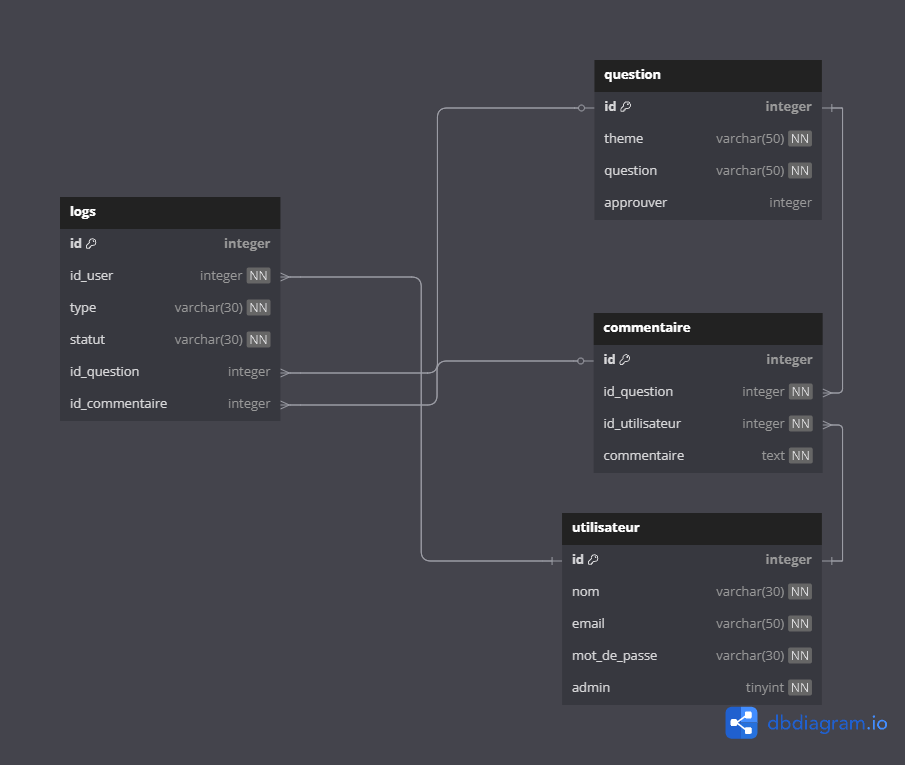 question
id integer
theme varchar(50) NN
question varchar(50) NN
approuver integer
logs
id integer
id_user integer NN
type varchar(30) NN
statut varchar(30) NN
id_question integer
id_commentaire integer
commentaire
id integer
id_question integer NN
id_utilisateur integer NN
commentaire text NN
utilisateur
id integer
nom varchar(30) NN
email varchar(50) NN
mot_de_passe varchar(30) NN
admin tinyint NN
dbdiagram.io